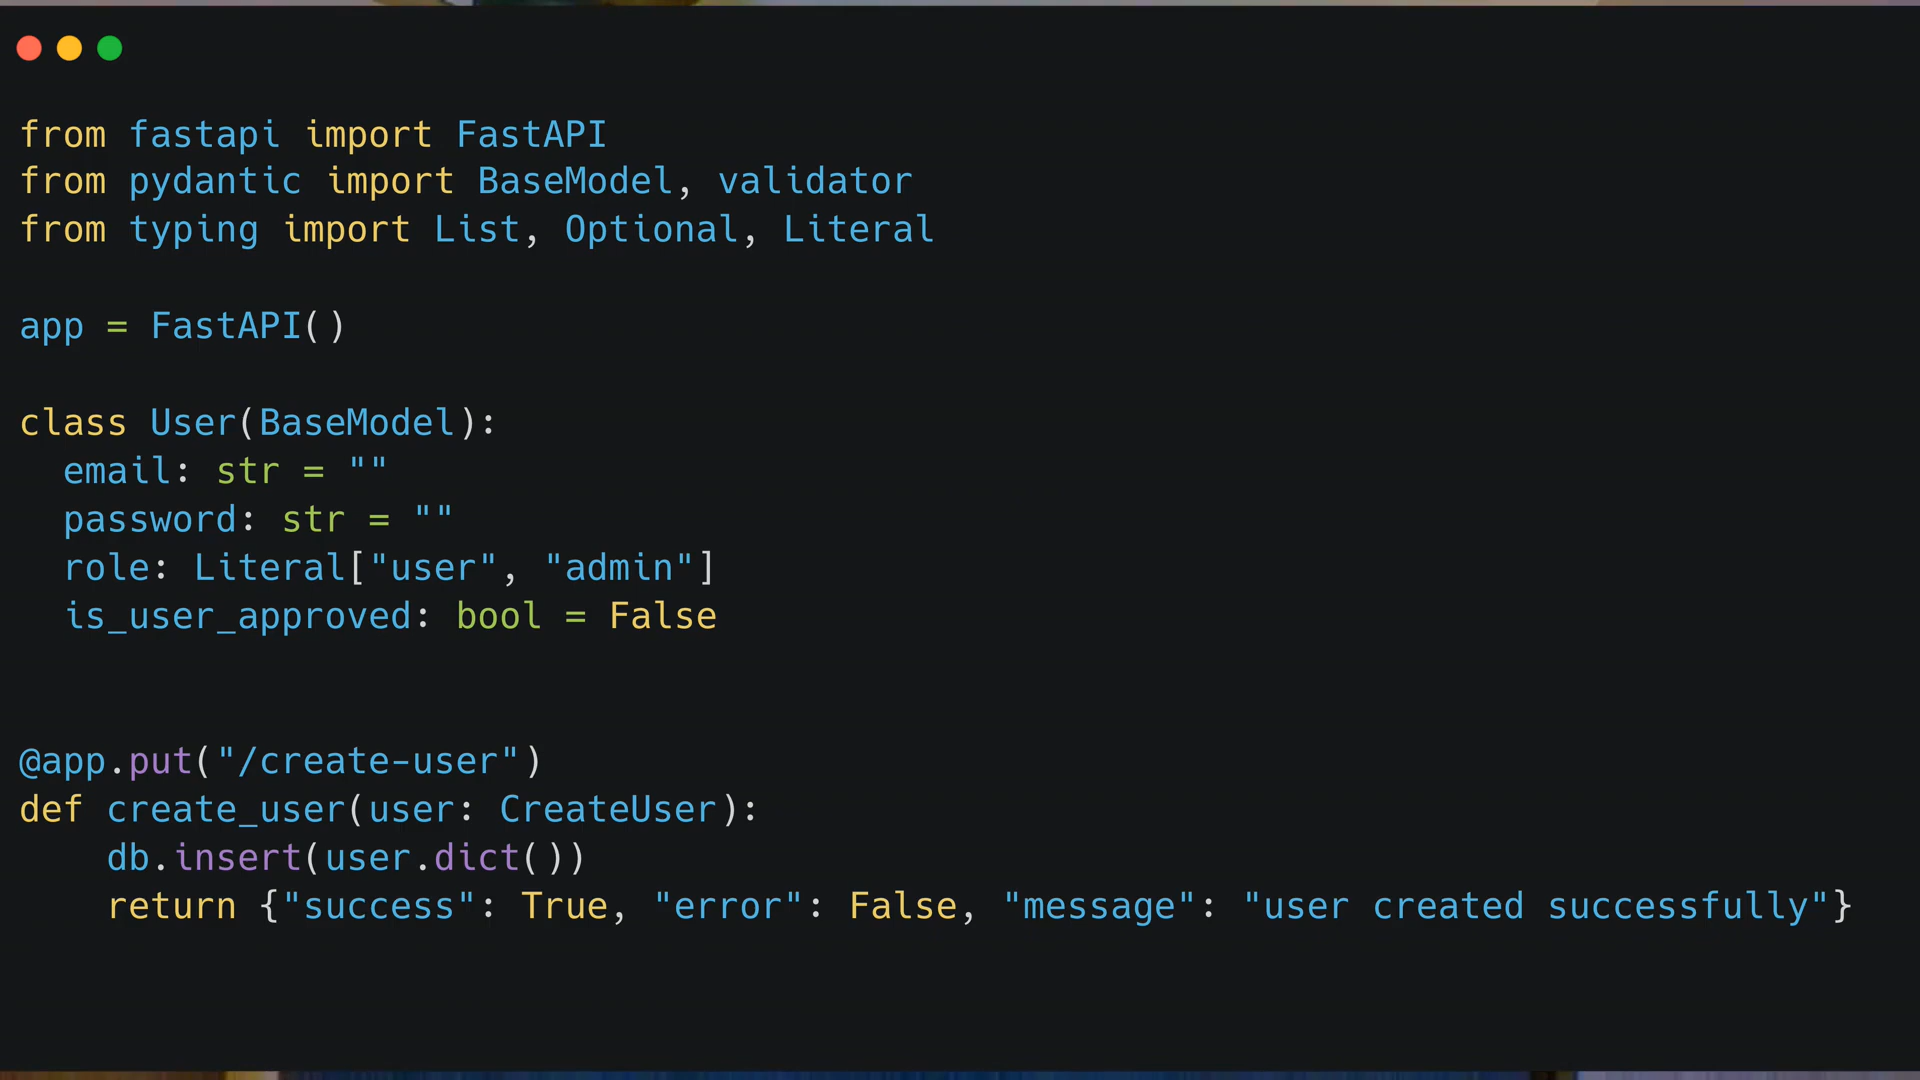 from fastapi import FastAPI
from pydantic import BaseModel, validator
from typing import List, Optional, Literal
app = FastAPI()
class User(BaseModel):
  email: str = ""
  password: str = ""
  role: Literal["user", "admin"]
  is_user_approved: bool = False
@app.put("/create-user")
def create_user(user: CreateUser):
    db.insert(user.dict())
    return {"success": True, "error": False, "message": "user created successfully"}